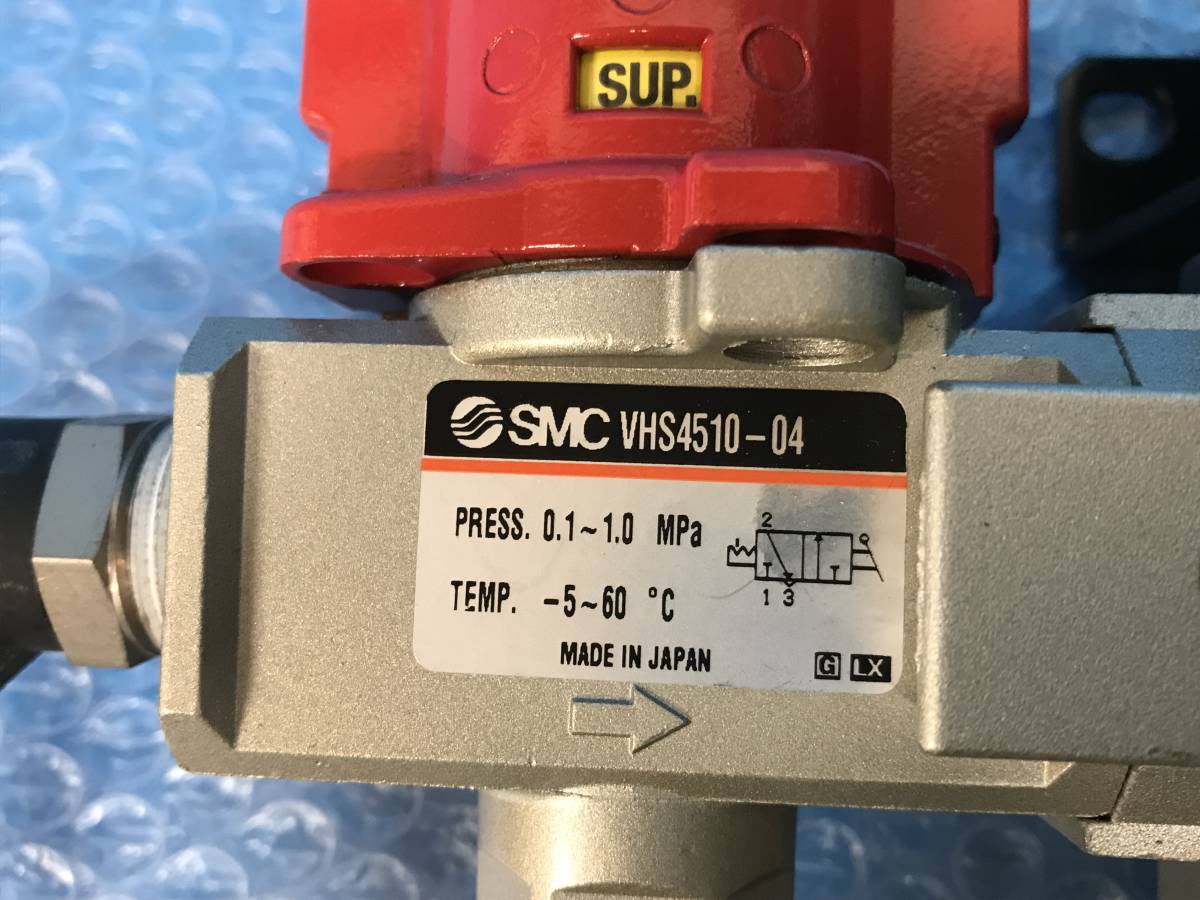 SUP.
SMC VHS4510-04
PRESS. 0.1~1.0 MPa
TEMP. -5~60 °C
2
1 3
MADE IN JAPAN
G LX